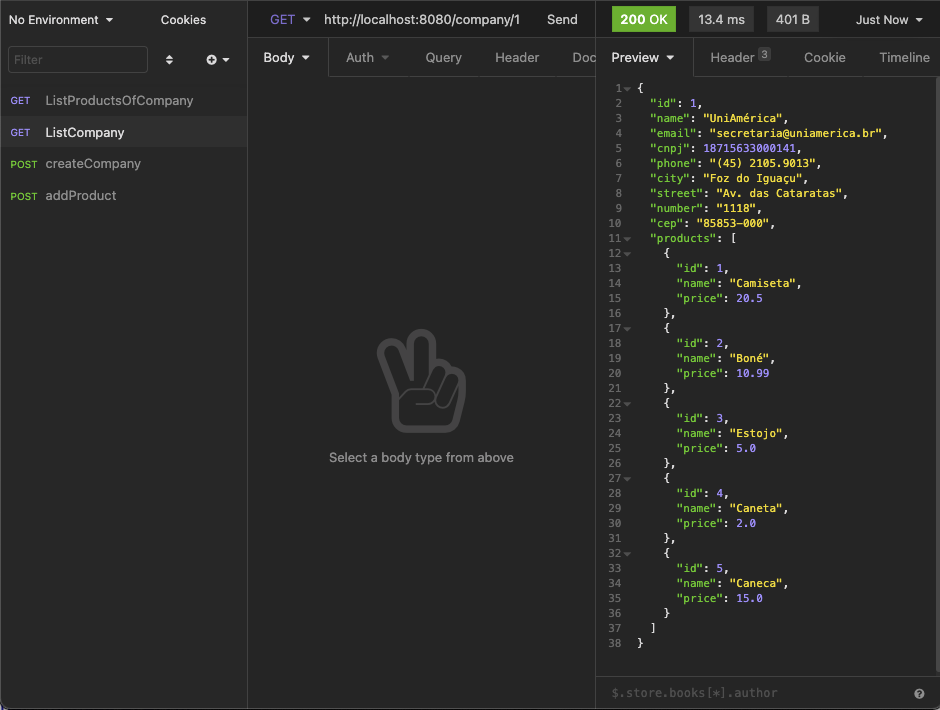 No Environment Cookies
Filter
GET ListProductsOfCompany
GET ListCompany
POST createCompany
POST addProduct
GET http://localhost:8080/company/1 Send
Body Auth Query Header Doc
Select a body type from above
200 OK 13.4 ms 401 B Just Now
Preview Header 3 Cookie Timeline
1 {
2 "id": 1,
3 "name": "UniAmérica",
4 "email": "secretaria@uniamerica.br",
5 "cnpj": 18715633000141,
6 "phone": "(45) 2105.9013",
7 "city": "Foz do Iguaçu",
8 "street": "Av. das Cataratas",
9 "number": "1118",
10 "cep": "85853-000",
11 "products": [
12 {
13 "id": 1,
14 "name": "Camiseta",
15 "price": 20.5
16 },
17 {
18 "id": 2,
19 "name": "Boné",
20 "price": 10.99
21 },
22 {
23 "id": 3,
24 "name": "Estojo",
25 "price": 5.0
26 },
27 {
28 "id": 4,
29 "name": "Caneta",
30 "price": 2.0
31 },
32 {
33 "id": 5,
34 "name": "Caneca",
35 "price": 15.0
36 }
37 ]
38 }
$.store.books[*].author ?